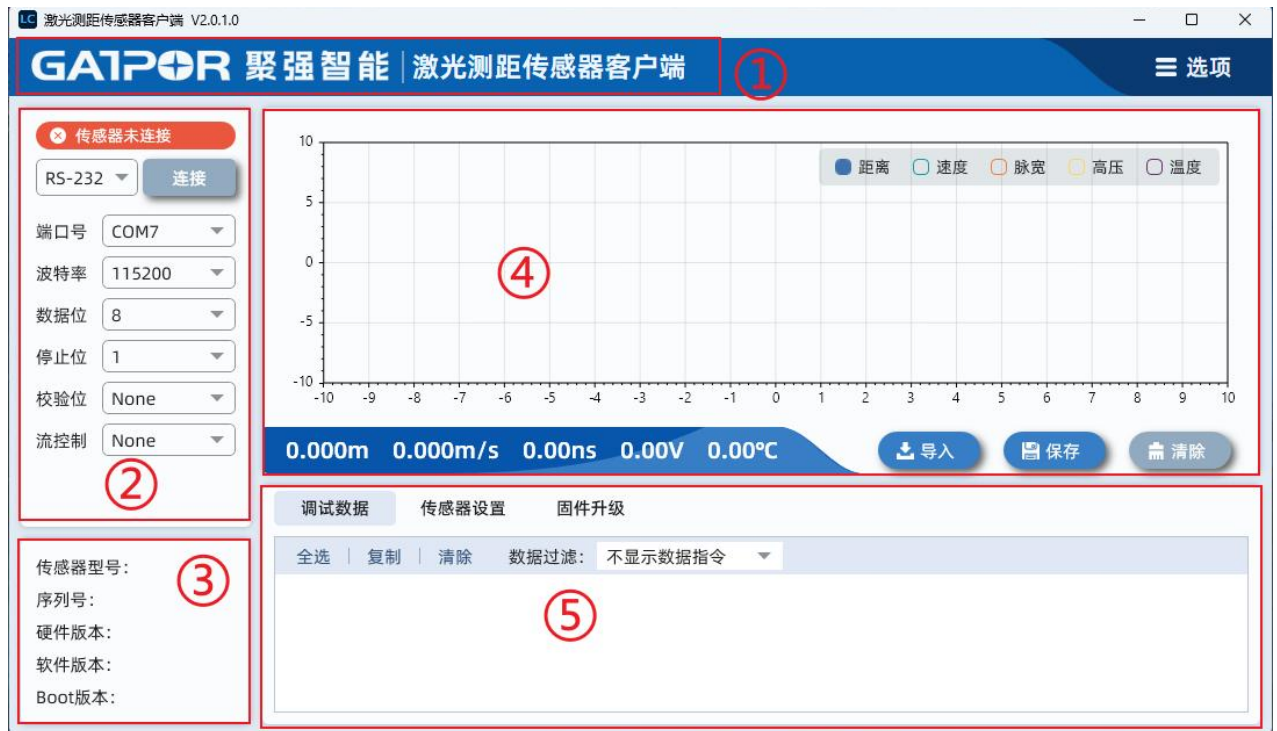 LC 激光测距传感器客户端 V2.0.1.0
GATPOR 聚强智能 激光测距传感器客户端
①
选项
传感器未连接
RS-232 连接
端口号 COM7
波特率 115200
数据位 8
停止位 1
校验位 None
流控制 None
②
传感器型号:
③
序列号:
硬件版本:
软件版本:
Boot版本:
距离 速度 脉宽 高压 温度
10
5
0
-5
-10
④
-10 -9 -8 -7 -6 -5 -4 -3 -2 -1 0 1 2 3 4 5 6 7 8 9 10
0.000m 0.000m/s 0.00ns 0.00V 0.00℃
导入 保存 清除
调试数据 传感器设置 固件升级
全选 | 复制 | 清除 数据过滤: 不显示数据指令
⑤